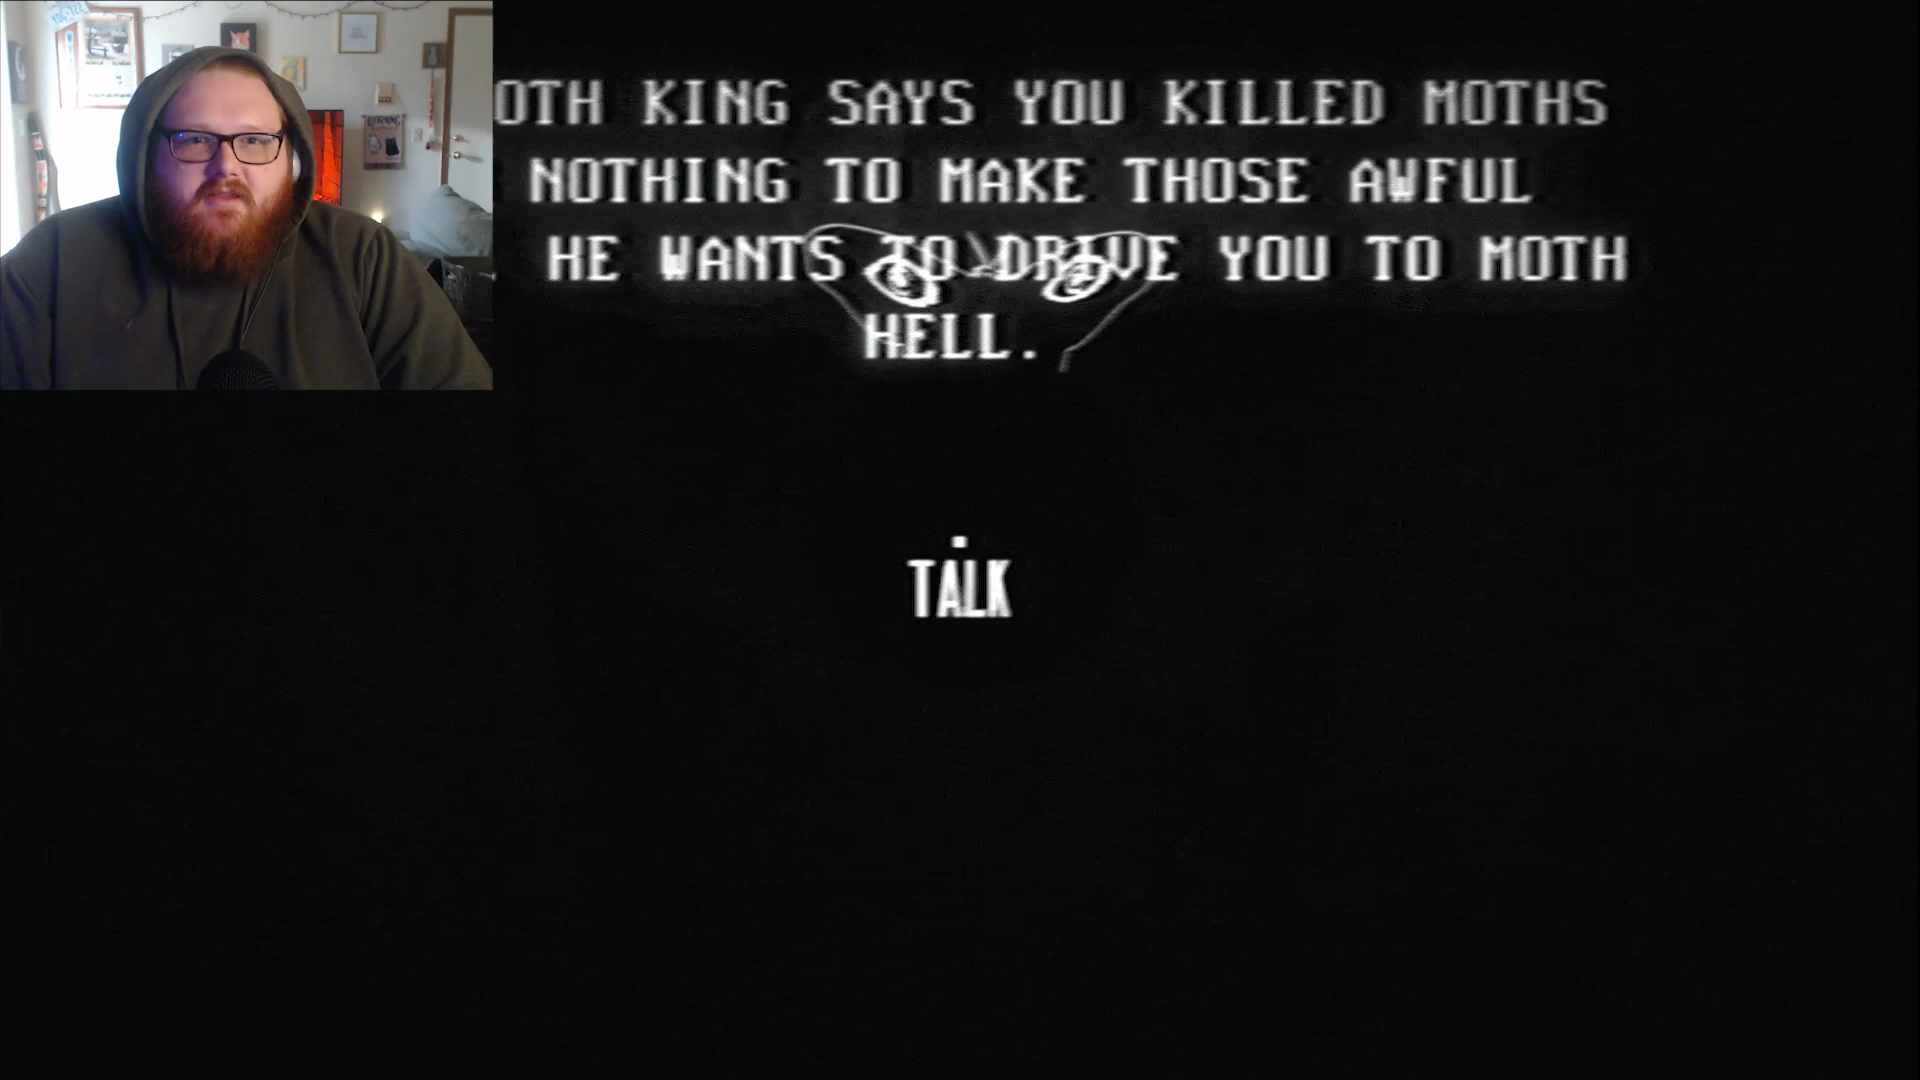 OTH KING SAYS YOU KILLED MOTHS
NOTHING TO MAKE THOSE AWFUL
HE WANTS TO DRIVE YOU TO MOTH
HELL.
TALK
WARNING